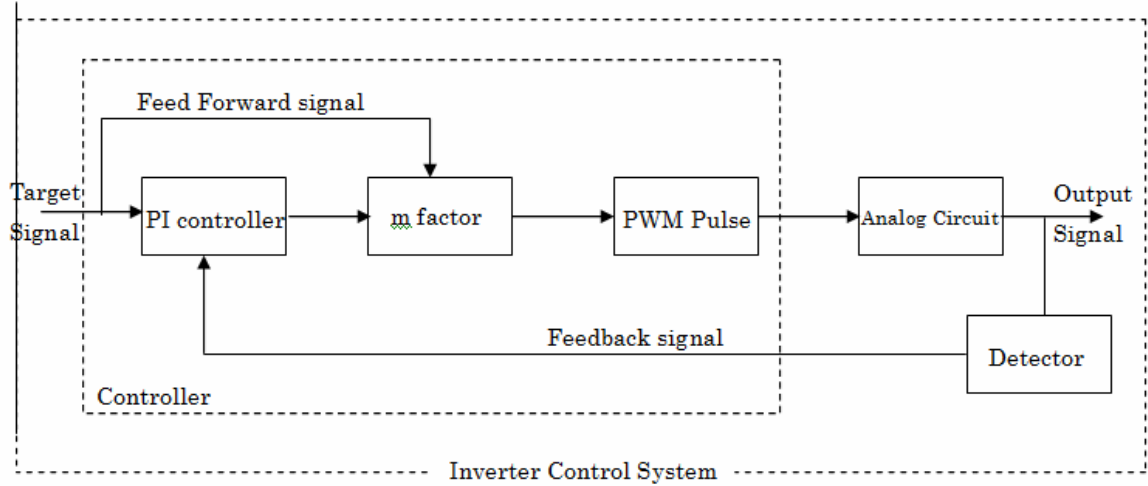 Feed Forward signal
Target
Signal
PI controller
m factor
PWM Pulse
Analog Circuit
Output
Signal
Feedback signal
Detector
Controller
Inverter Control System